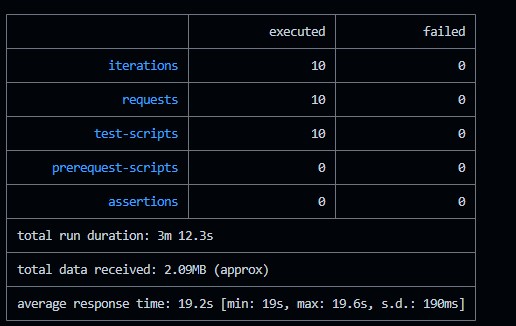 executed failed
iterations 10 0
requests 10 0
test-scripts 10 0
prerequest-scripts 0 0
assertions 0 0
total run duration: 3m 12.3s
total data received: 2.09MB (approx)
average response time: 19.2s [min: 19s, max: 19.6s, s.d.: 190ms]